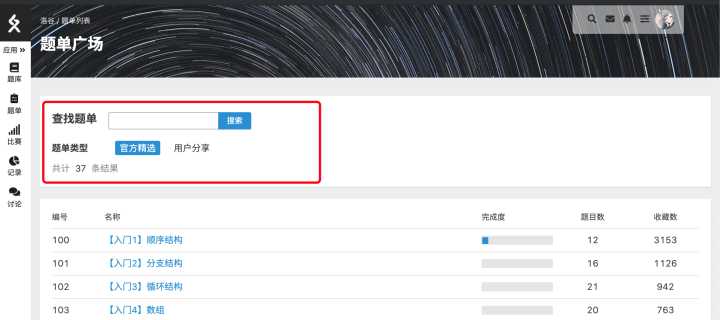 洛谷 / 题单列表
题单广场
应用 »
题库
题单
比赛
记录
讨论
查找题单 搜索
题单类型 官方精选 用户分享
共计 37 条结果
编号 名称 完成度 题目数 收藏数
100 【入门1】顺序结构 12 3153
101 【入门2】分支结构 16 1126
102 【入门3】循环结构 21 942
103 【入门4】数组 20 763